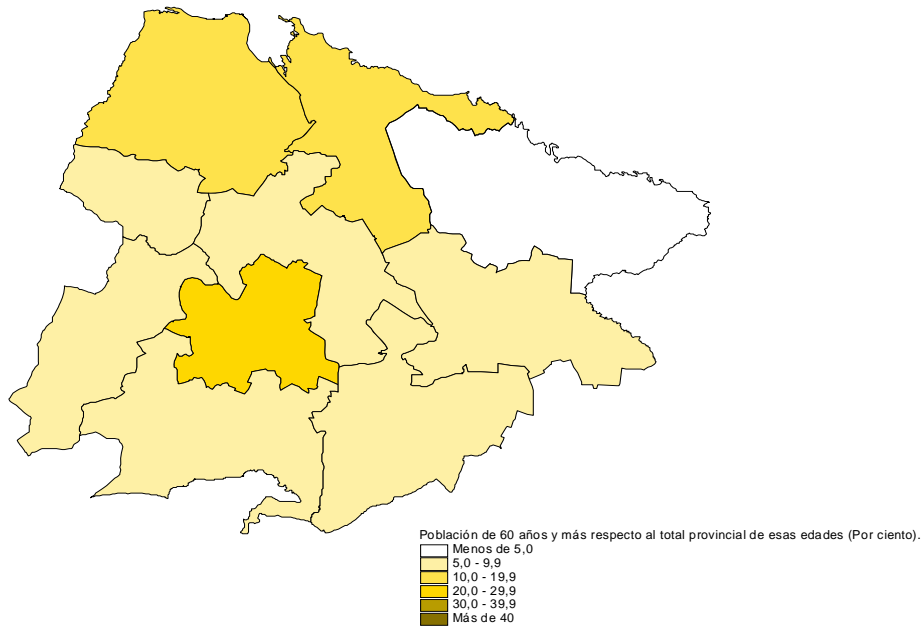 Población de 60 años y más respecto al total provincial de esas edades (Por ciento).
Menos de 5,0
5,0 - 9,9
10,0 - 19,9
20,0 - 29,9
30,0 - 39,9
Más de 40